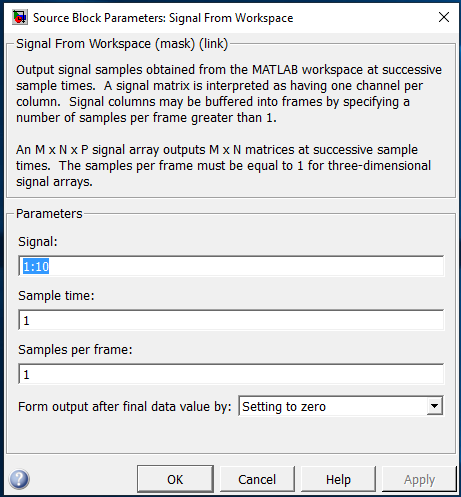 Source Block Parameters: Signal From Workspace
Signal From Workspace (mask) (link)
Output signal samples obtained from the MATLAB workspace at successive
sample times.  A signal matrix is interpreted as having one channel per
column.  Signal columns may be buffered into frames by specifying a
number of samples per frame greater than 1.
An M x N x P signal array outputs M x N matrices at successive sample
times.  The samples per frame must be equal to 1 for three-dimensional
signal arrays.
Parameters
Signal:
1:10
Sample time:
1
Samples per frame:
1
Form output after final data value by: Setting to zero
? OK Cancel Help Apply